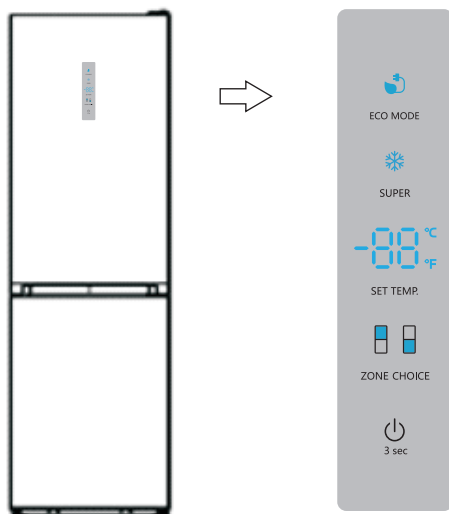 ECO MODE
SUPER
-88 °C
°F
SET TEMP.
ZONE CHOICE
3 sec